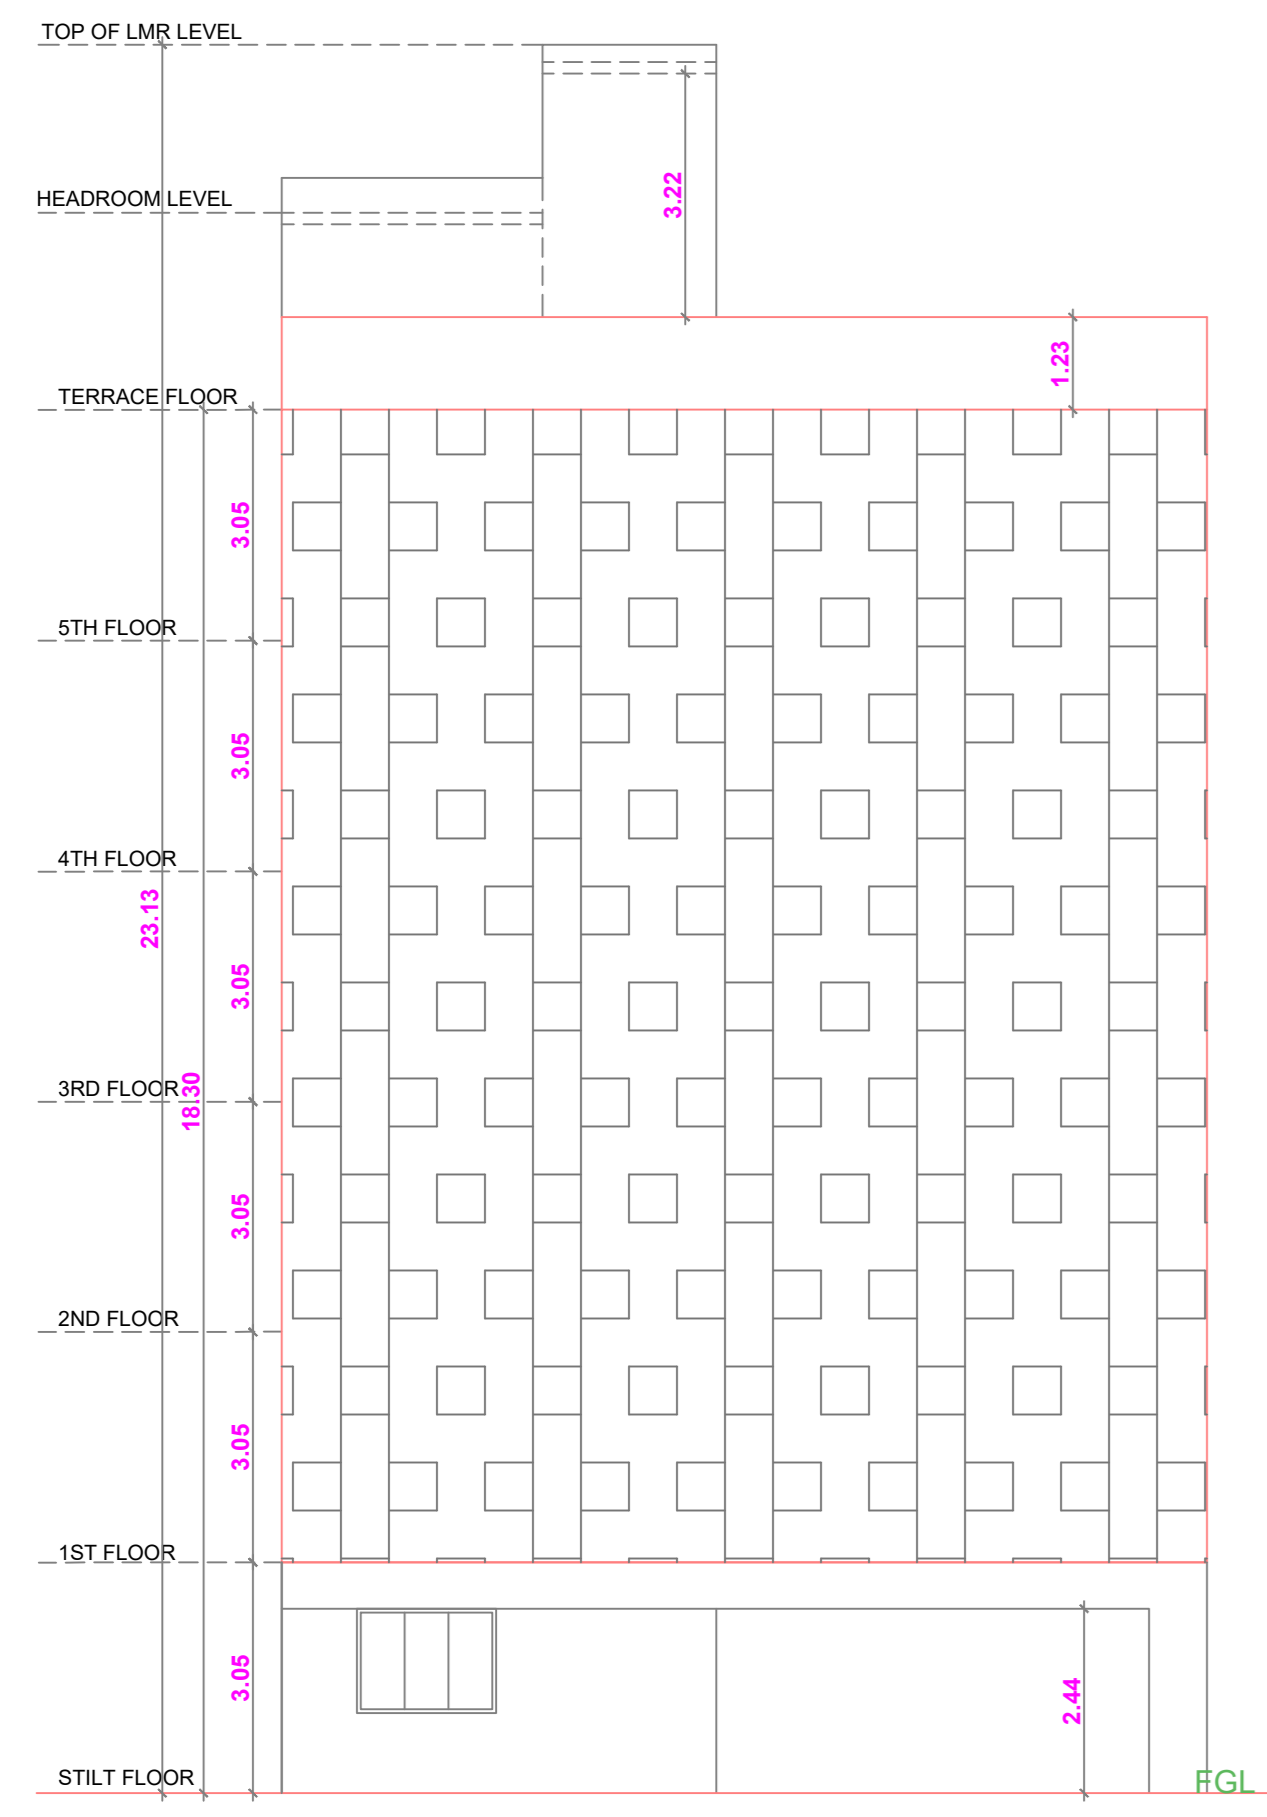 TOP OF LMR LEVEL
3.22
HEADROOM LEVEL
1.23
TERRACE FLOOR
3.05
5TH FLOOR
3.05
4TH FLOOR
23.13
3.05
3RD FLOOR
18.30
3.05
2ND FLOOR
3.05
1ST FLOOR
3.05
2.44
STILT FLOOR
FGL